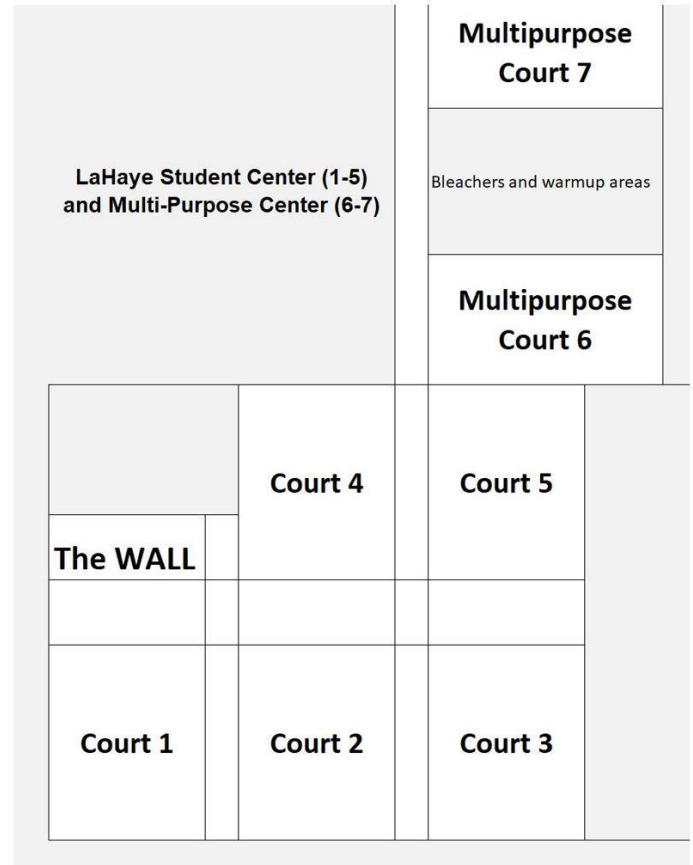 Multipurpose
Court 7
LaHaye Student Center (1-5)
and Multi-Purpose Center (6-7)
Bleachers and warmup areas
Multipurpose
Court 6
Court 4
Court 5
The WALL
Court 1
Court 2
Court 3